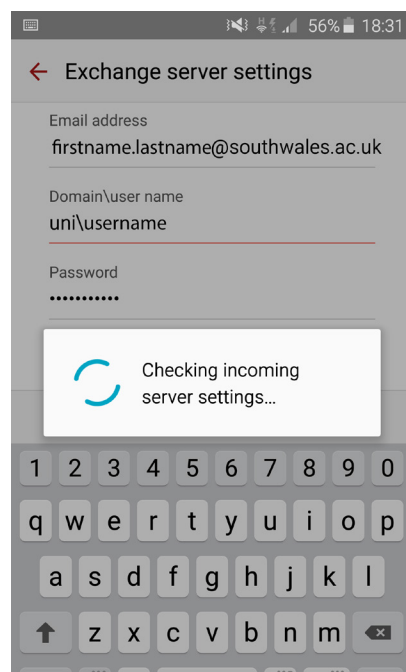 56% 18:31
Exchange server settings
Email address
firstname.lastname@southwales.ac.uk
Domain\user name
uni\username
Password
•••••••••••
Checking incoming
server settings...
1 2 3 4 5 6 7 8 9 0
q w e r t y u i o p
a s d f g h j k l
z x c v b n m